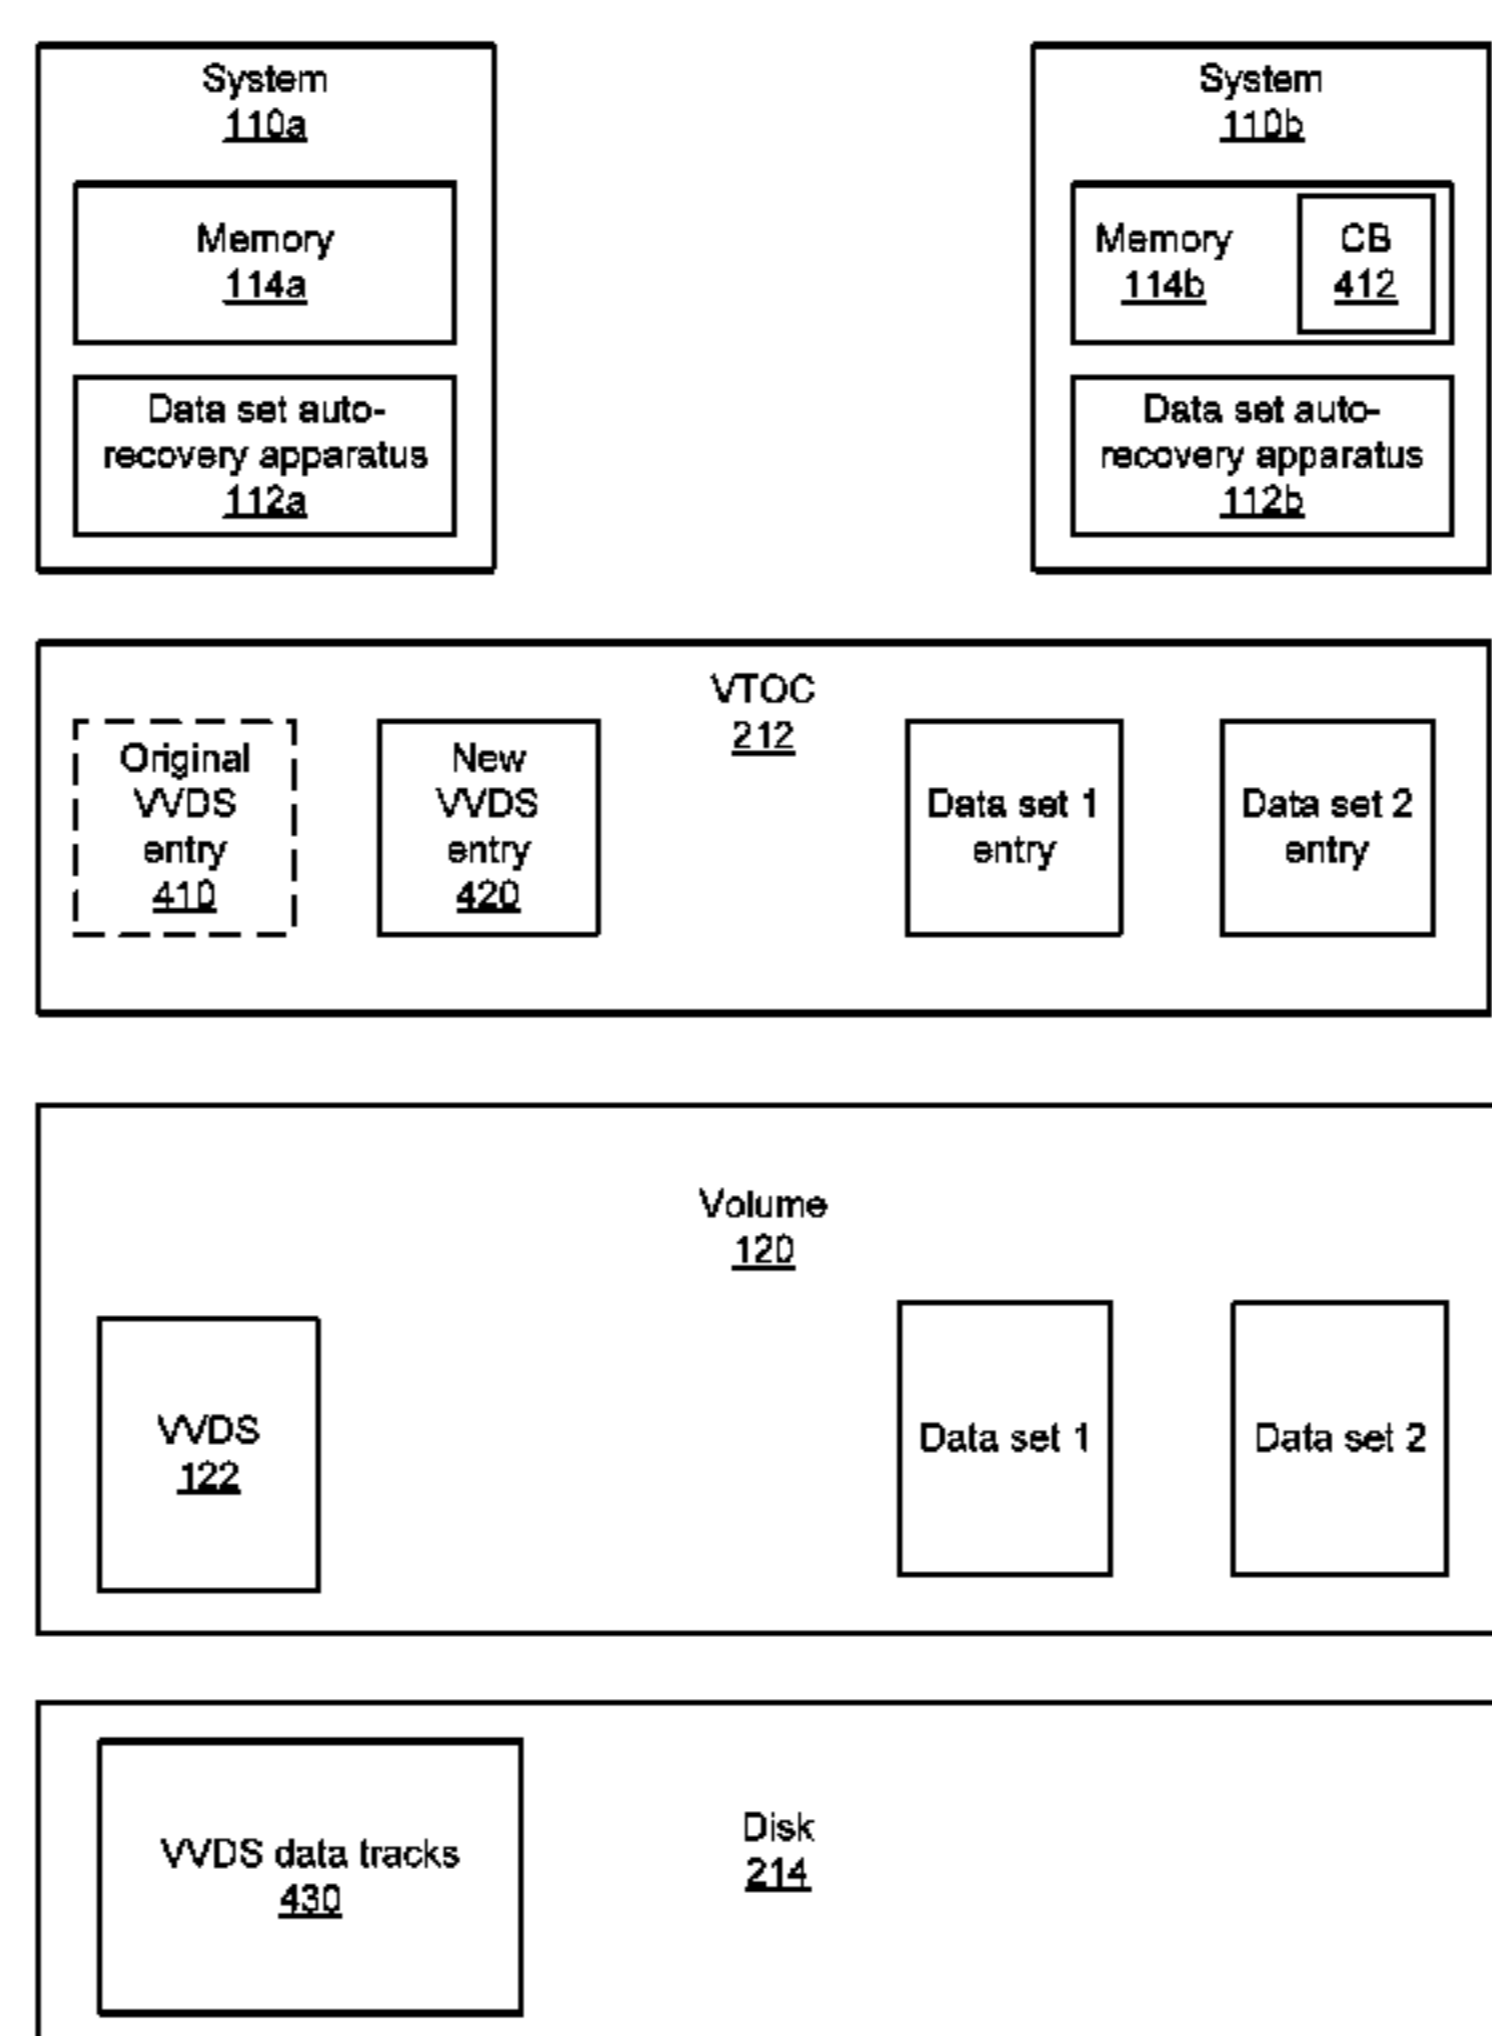 System
110a
Memory
114a
Data set auto-
recovery apparatus
112a
System
110b
Memory
114b
CB
412
Data set auto-
recovery apparatus
112b
VTOC
212
Original
VVDS
entry
410
New
VVDS
entry
420
Data set 1
entry
Data set 2
entry
Volume
120
VVDS
122
Data set 1
Data set 2
VVDS data tracks
430
Disk
214